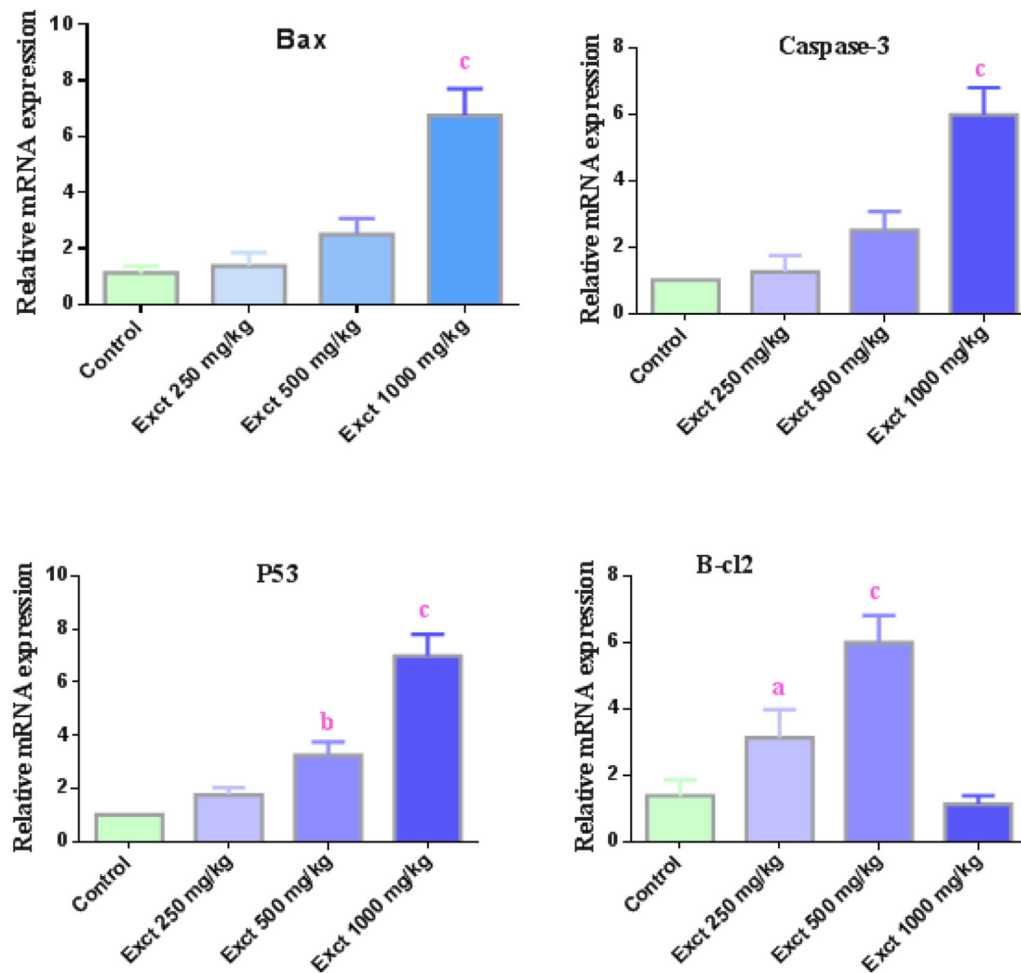 Bax
Relative mRNA expression
10
8
6
4
2
0
c
Control
Exct 250 mg/kg
Exct 500 mg/kg
Exct 1000 mg/kg
Caspase-3
Relative mRNA expression
8
6
4
2
0
c
Control
Exct 250 mg/kg
Exct 500 mg/kg
Exct 1000 mg/kg
P53
Relative mRNA expression
10
8
6
4
2
0
b
c
Control
Exct 250 mg/kg
Exct 500 mg/kg
Exct 1000 mg/kg
B-cl2
Relative mRNA expression
8
6
4
2
0
a
c
Control
Exct 250 mg/kg
Exct 500 mg/kg
Exct 1000 mg/kg